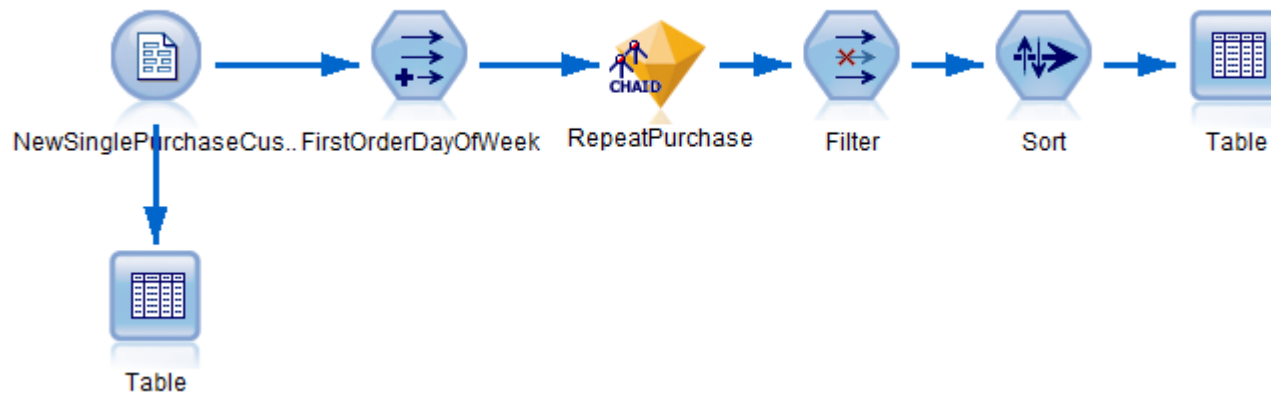 CHAID
NewSinglePurchaseCus..
FirstOrderDayOfWeek
RepeatPurchase
Filter
Sort
Table
Table